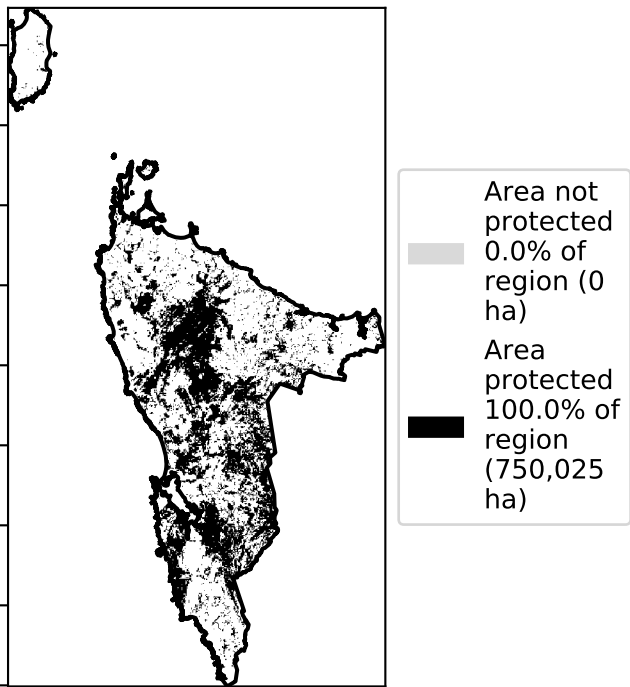 Area not
protected
0.0% of
region (0
ha)
Area
protected
100.0% of
region
(750,025
ha)